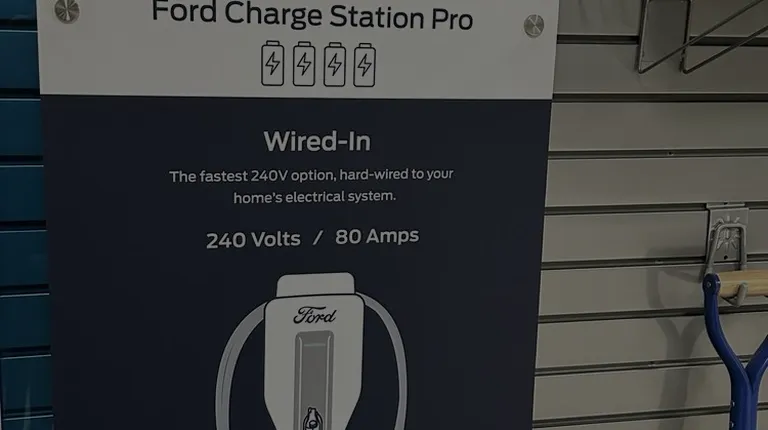 Ford Charge Station Pro
Wired-In
The fastest 240V option, hard-wired to your
home's electrical system.
240 Volts / 80 Amps
Ford